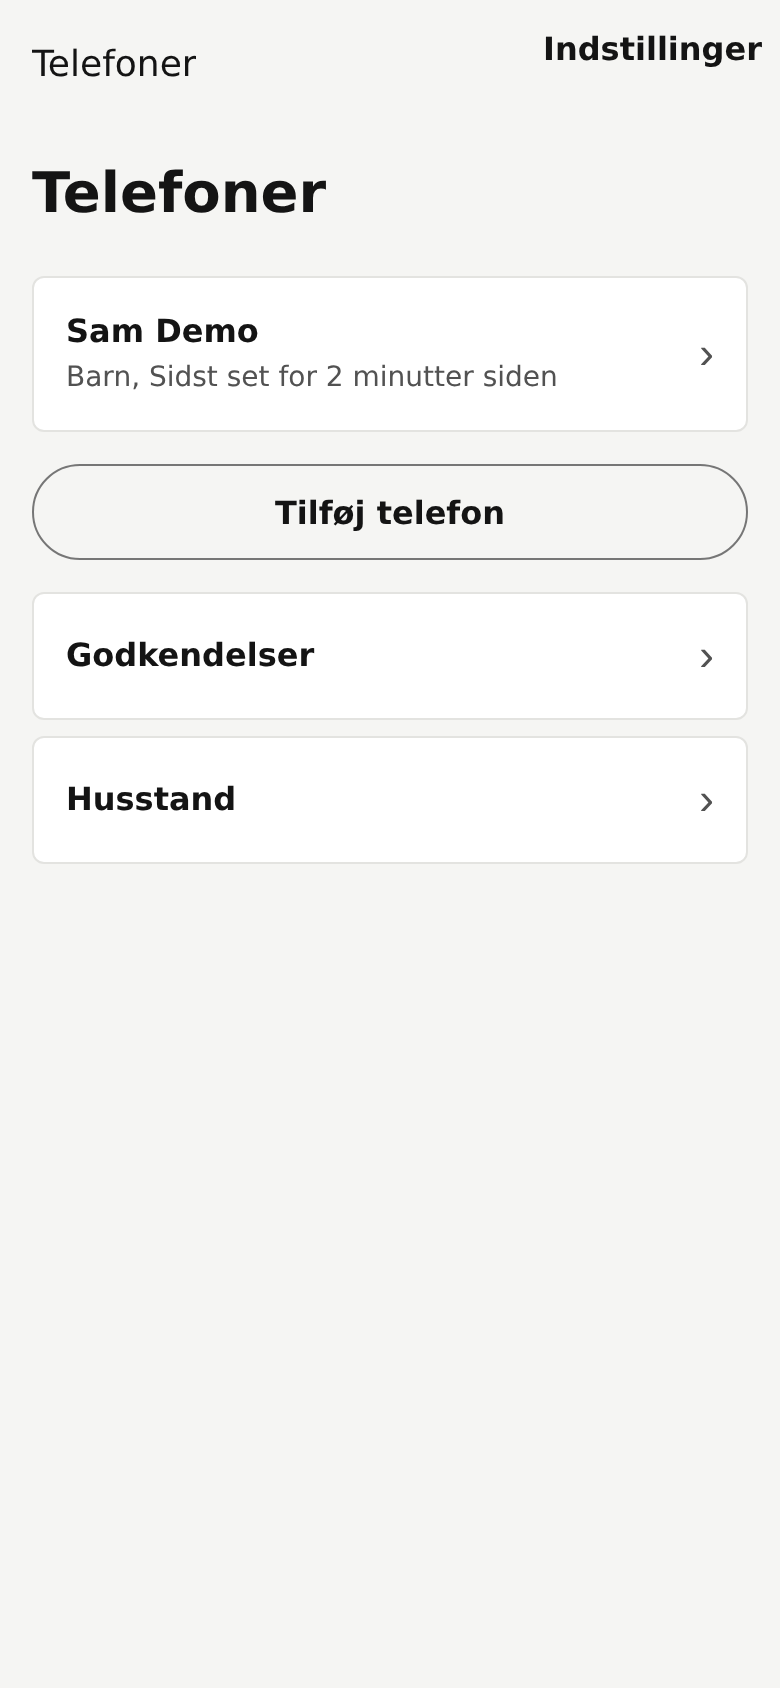 Telefoner
Indstillinger
Telefoner
Sam Demo
Barn, Sidst set for 2 minutter siden
Tilføj telefon
Godkendelser
Husstand